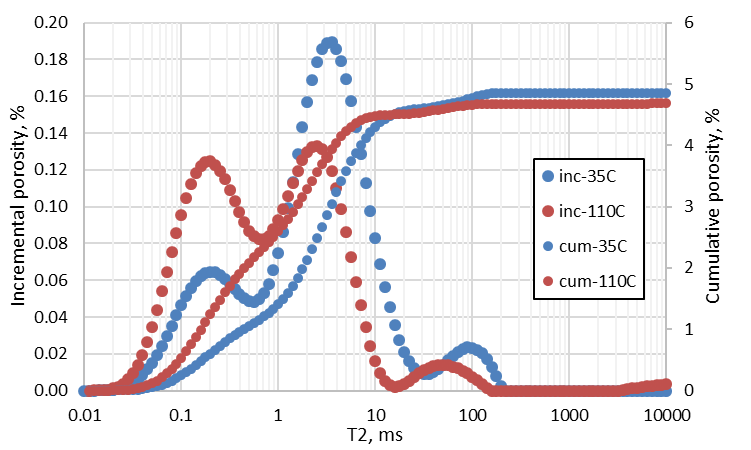 Incremental porosity, %
0.20
0.18
0.16
0.14
0.12
0.10
0.08
0.06
0.04
0.02
0.00
6
5
4
3
2
1
0
Cumulative porosity, %
inc-35C
inc-110C
cum-35C
cum-110C
0.01 0.1 1 10 100 1000 10000
T2, ms